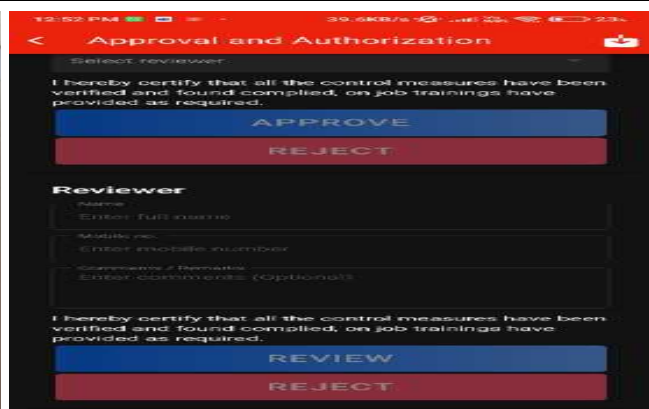 12:52 PM
39.6KB/s
23%
< Approval and Authorization
Select reviewer
I hereby certify that all the control measures have been
verified and found complied, on job trainings have
provided as required.
APPROVE
REJECT
Reviewer
Name
Enter full name
Mobile no.
Enter mobile number
Comments / Remarks
Enter comments (Optional)
I hereby certify that all the control measures have been
verified and found complied, on job trainings have
provided as required.
REVIEW
REJECT